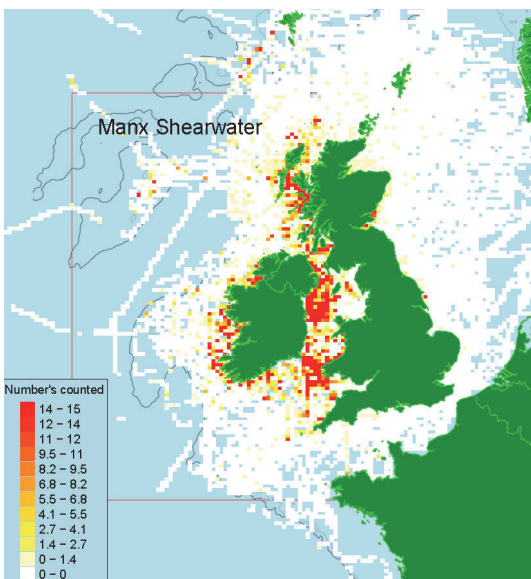 Manx Shearwater
Number's counted
14 – 15
12 – 14
11 – 12
9.5 – 11
8.2 – 9.5
6.8 – 8.2
5.5 – 6.8
4.1 – 5.5
2.7 – 4.1
1.4 – 2.7
0 – 1.4
0 – 0